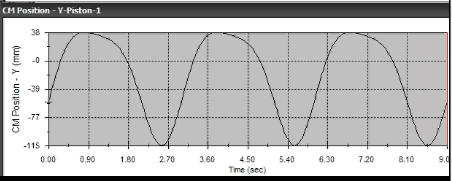 CM Position - Y-Piston-1
CM Position - Y (mm)
38
-0
-39
-77
-115
0.00 0.90 1.80 2.70 3.60 4.50 5.40 6.30 7.20 8.10 9.0
Time (sec)